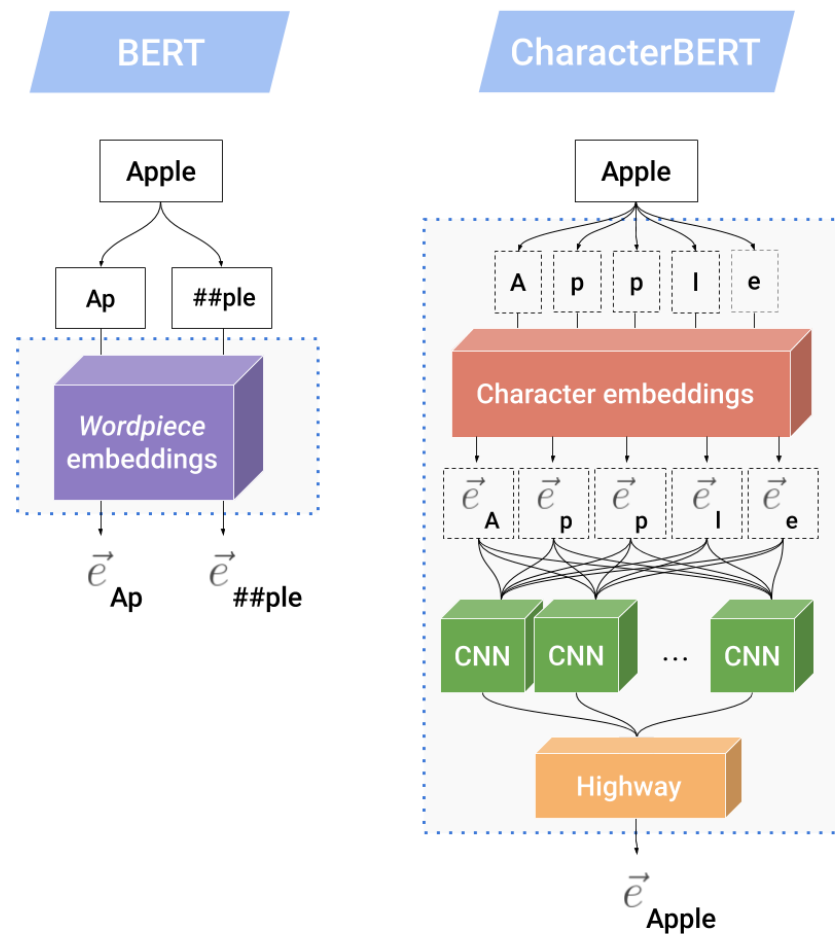 BERT
Apple
Ap ##ple
Wordpiece
embeddings
e⃗ Ap e⃗ ##ple
CharacterBERT
Apple
A p p l e
Character embeddings
e⃗ A e⃗ p e⃗ p e⃗ l e⃗ e
CNN CNN ... CNN
Highway
e⃗ Apple